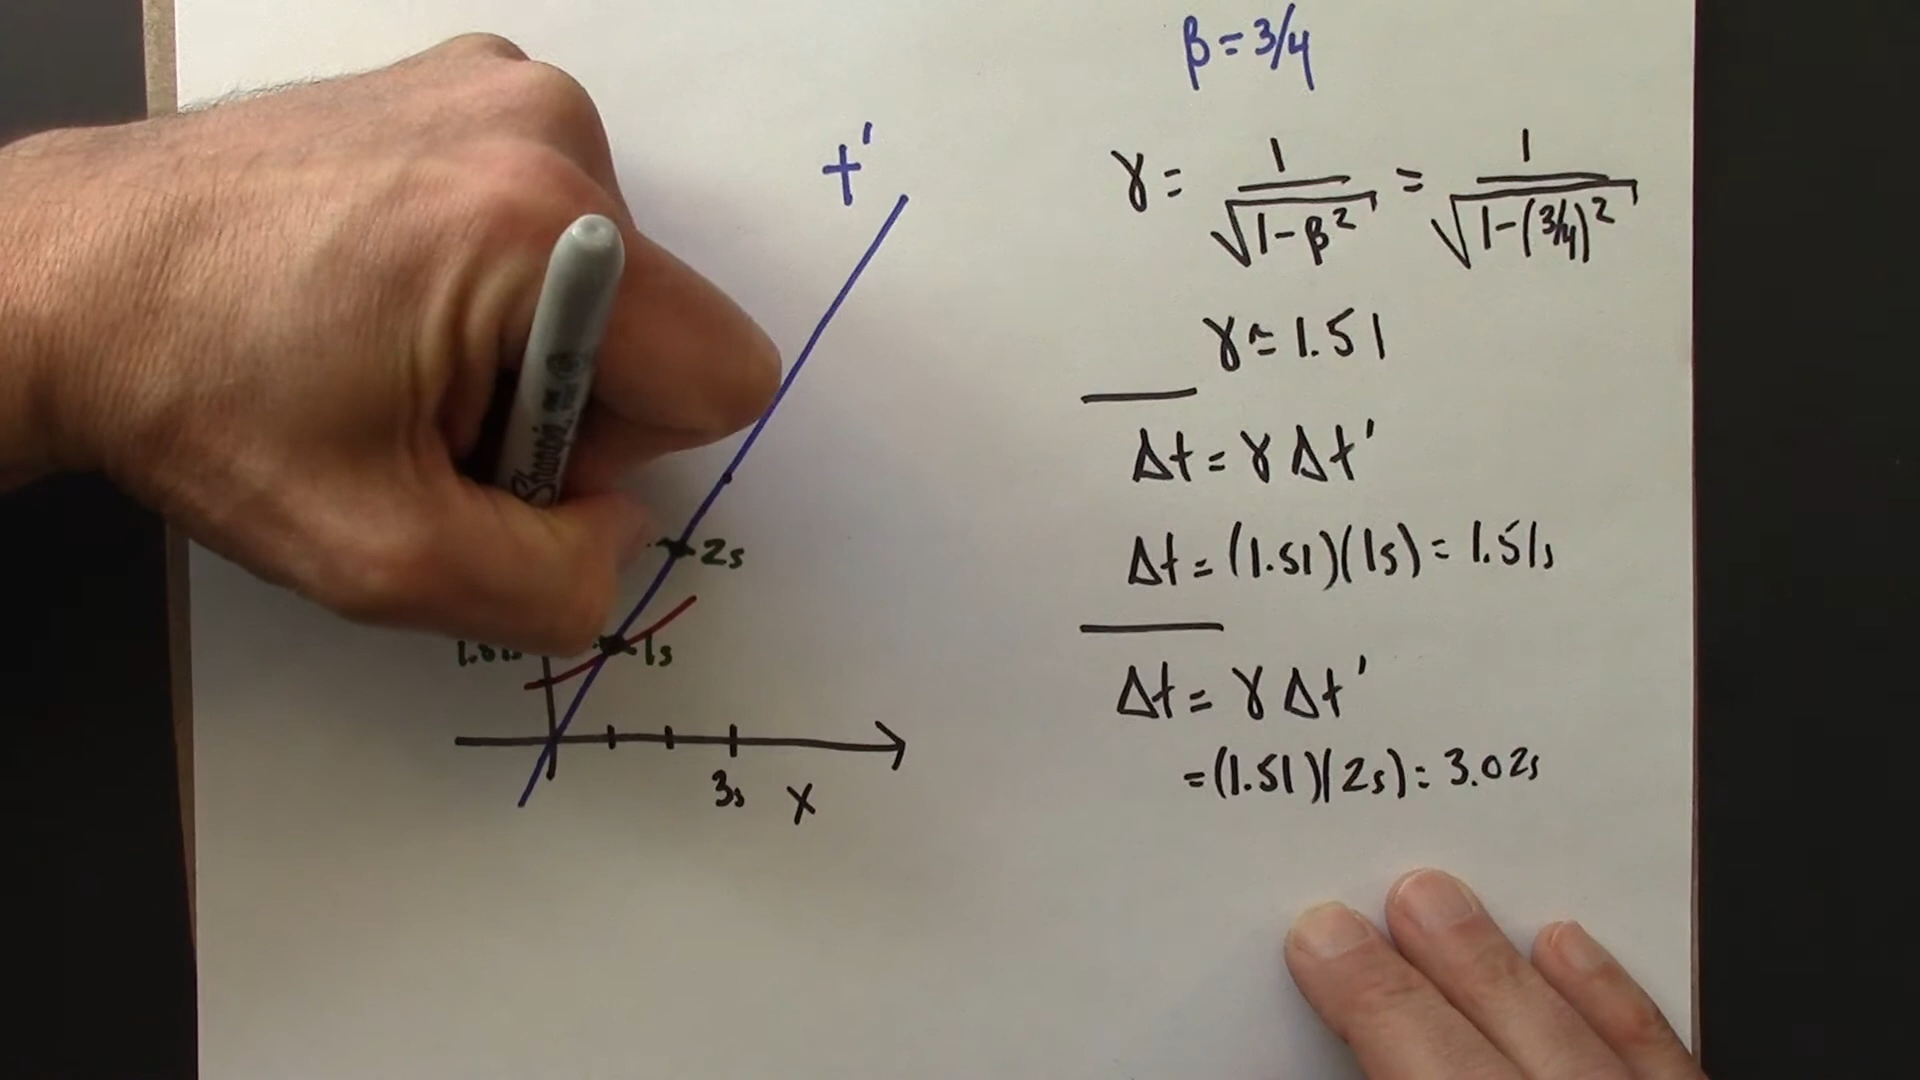 β = 3/4
γ = 1/√(1-β²) = 1/√(1-(3/4)²)
γ ≈ 1.51
Δt = γ Δt'
Δt = (1.51)(1s) = 1.51s
Δt = γ Δt'
= (1.51)(2s) = 3.02s
t'
Sharpie
2s
1s
3s
x